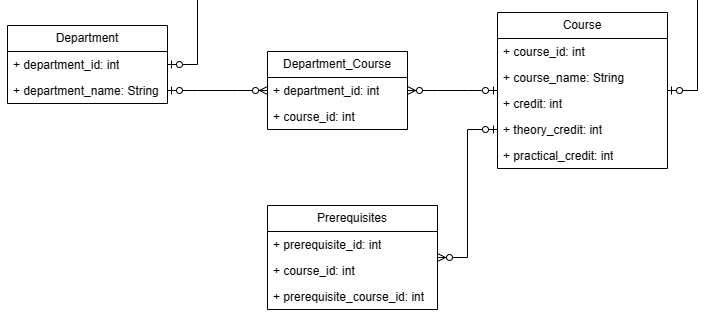 Department
+ department_id: int
+ department_name: String
Department_Course
+ department_id: int
+ course_id: int
Course
+ course_id: int
+ course_name: String
+ credit: int
+ theory_credit: int
+ practical_credit: int
Prerequisites
+ prerequisite_id: int
+ course_id: int
+ prerequisite_course_id: int